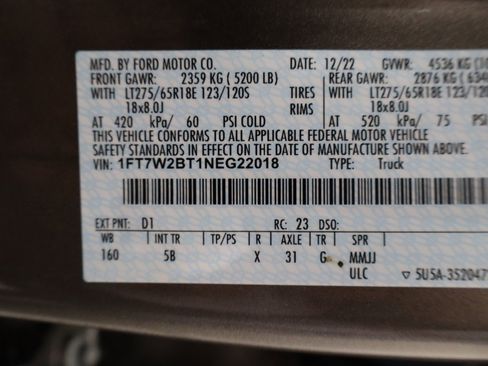 MFD. BY FORD MOTOR CO. DATE: 12/22 GVWR: 4536 KG
FRONT GAWR: 2359 KG ( 5200 LB) REAR GAWR: 2876 KG
WITH LT275/65R18E 123/120S TIRES WITH LT275/65R18E 123/120
18x8.0J RIMS 18x8.0J
AT 420 kPa/ 60 PSI COLD AT 520 kPa/ 75 PSI
THIS VEHICLE CONFORMS TO ALL APPLICABLE FEDERAL MOTOR VEHICLE
SAFETY STANDARDS IN EFFECT ON THE DATE OF MANUFACTURE SHOWN
VIN: 1FT7W2BT1NEG22018 TYPE: Truck
EXT PNT: D1 RC: 23 DSO:
WB INT TR TP/PS R AXLE TR SPR
160 5B X 31 G MMJJ
ULC ▽ 5U5A-3520472